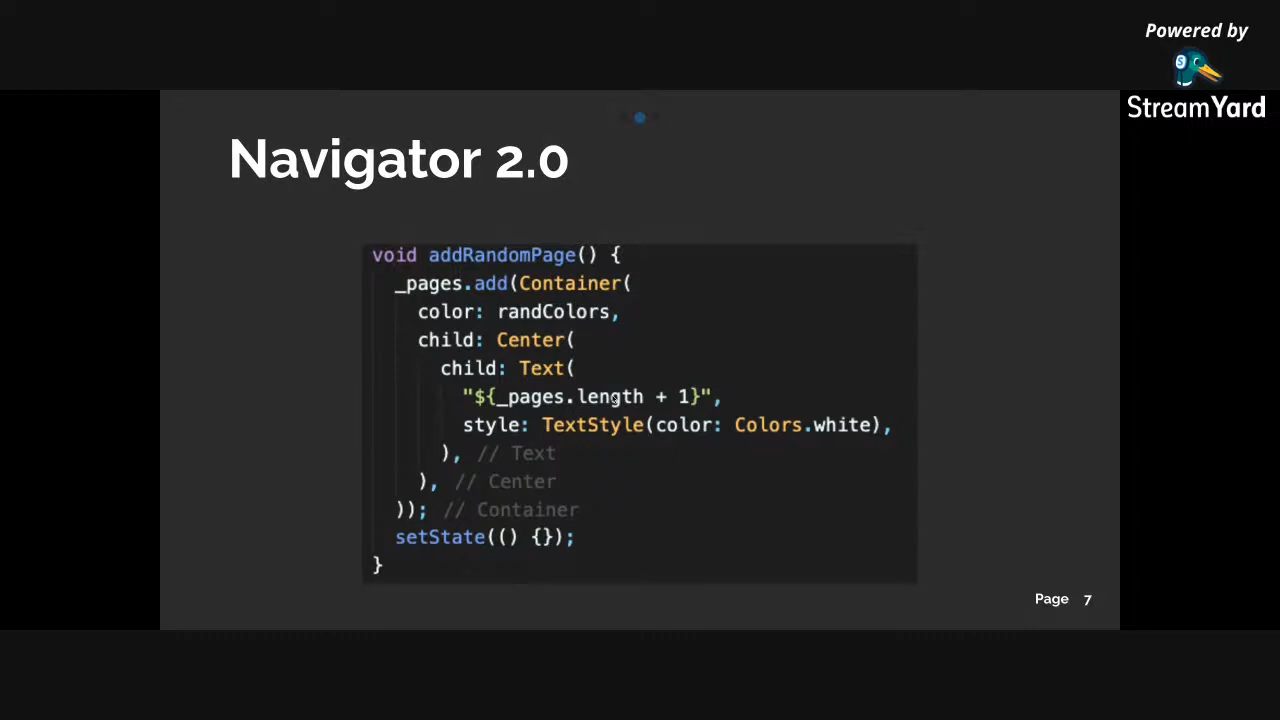 Powered by
StreamYard
Navigator 2.0
void addRandomPage() {
_pages.add(Container(
color: randColors,
child: Center(
child: Text(
"${_pages.length + 1}",
style: TextStyle(color: Colors.white),
), // Text
), // Center
)); // Container
setState(() {});
}
Page 7